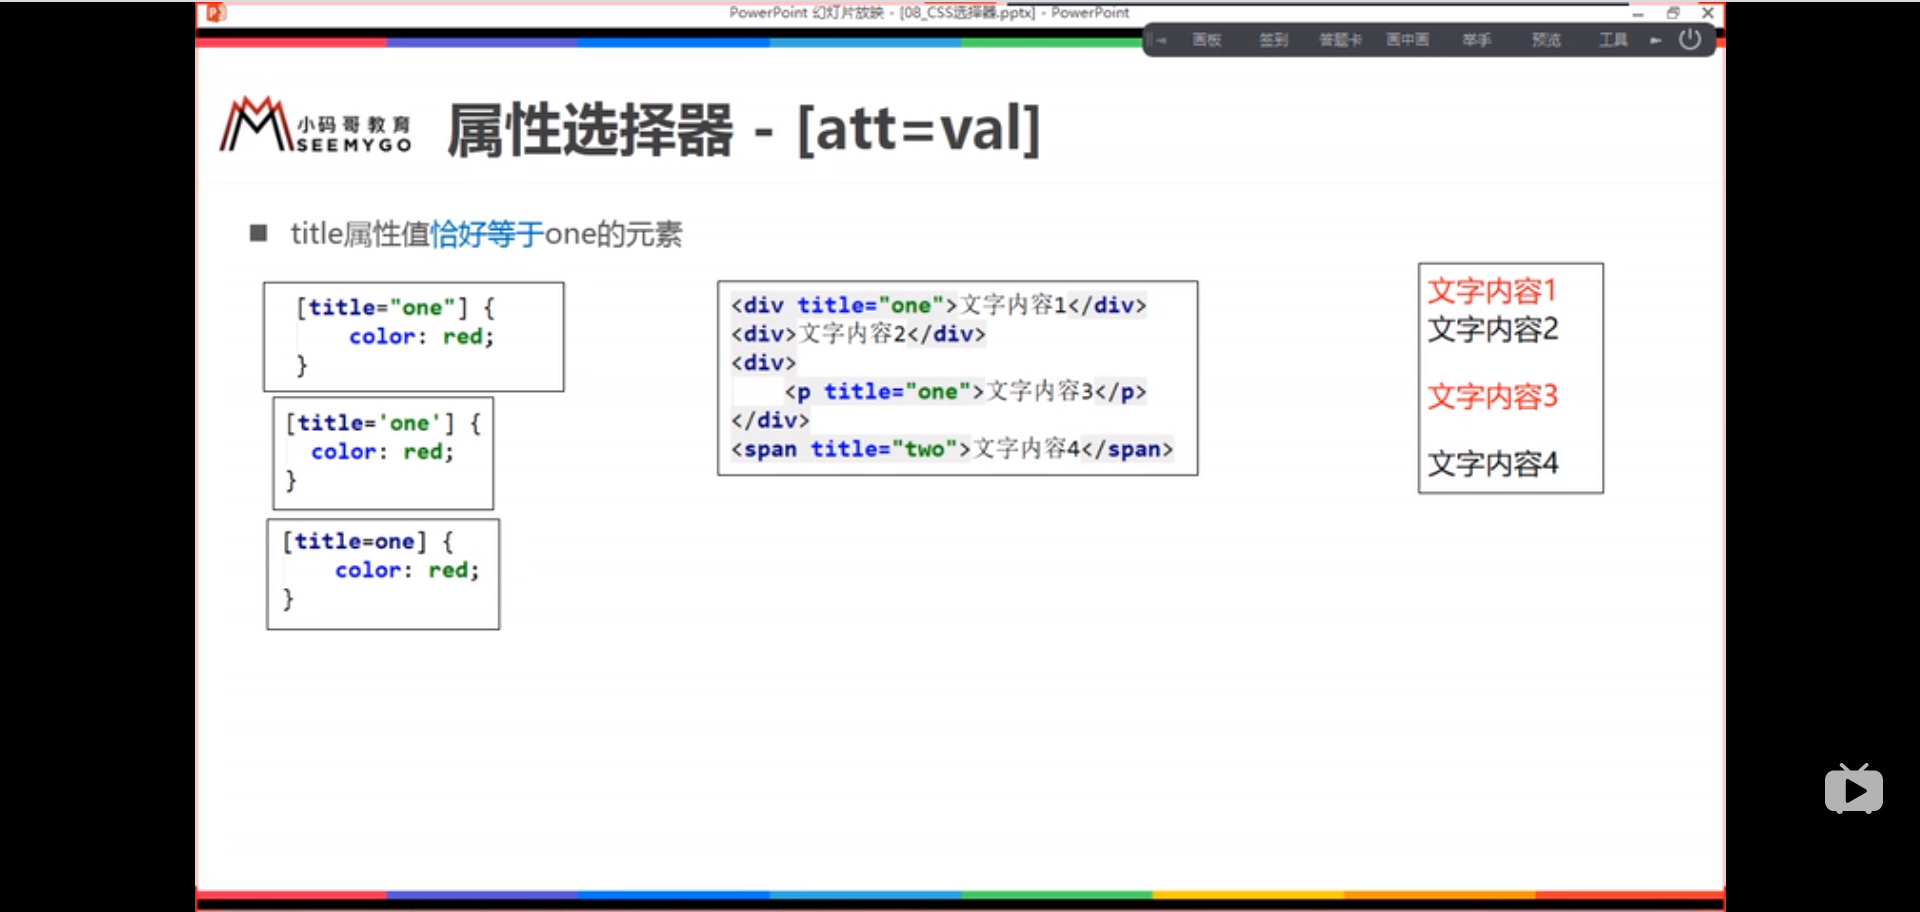 PowerPoint 幻灯片放映 - [08_CSS选择器.pptx] - PowerPoint
画板 签到 答题卡 画中画 举手 预览 工具
小码哥教育
SEEMYGO
属性选择器 - [att=val]
title属性值恰好等于one的元素
[title="one"] {
color: red;
}
[title='one'] {
color: red;
}
[title=one] {
color: red;
}
<div title="one">文字内容1</div>
<div>文字内容2</div>
<div>
<p title="one">文字内容3</p>
</div>
<span title="two">文字内容4</span>
文字内容1
文字内容2
文字内容3
文字内容4